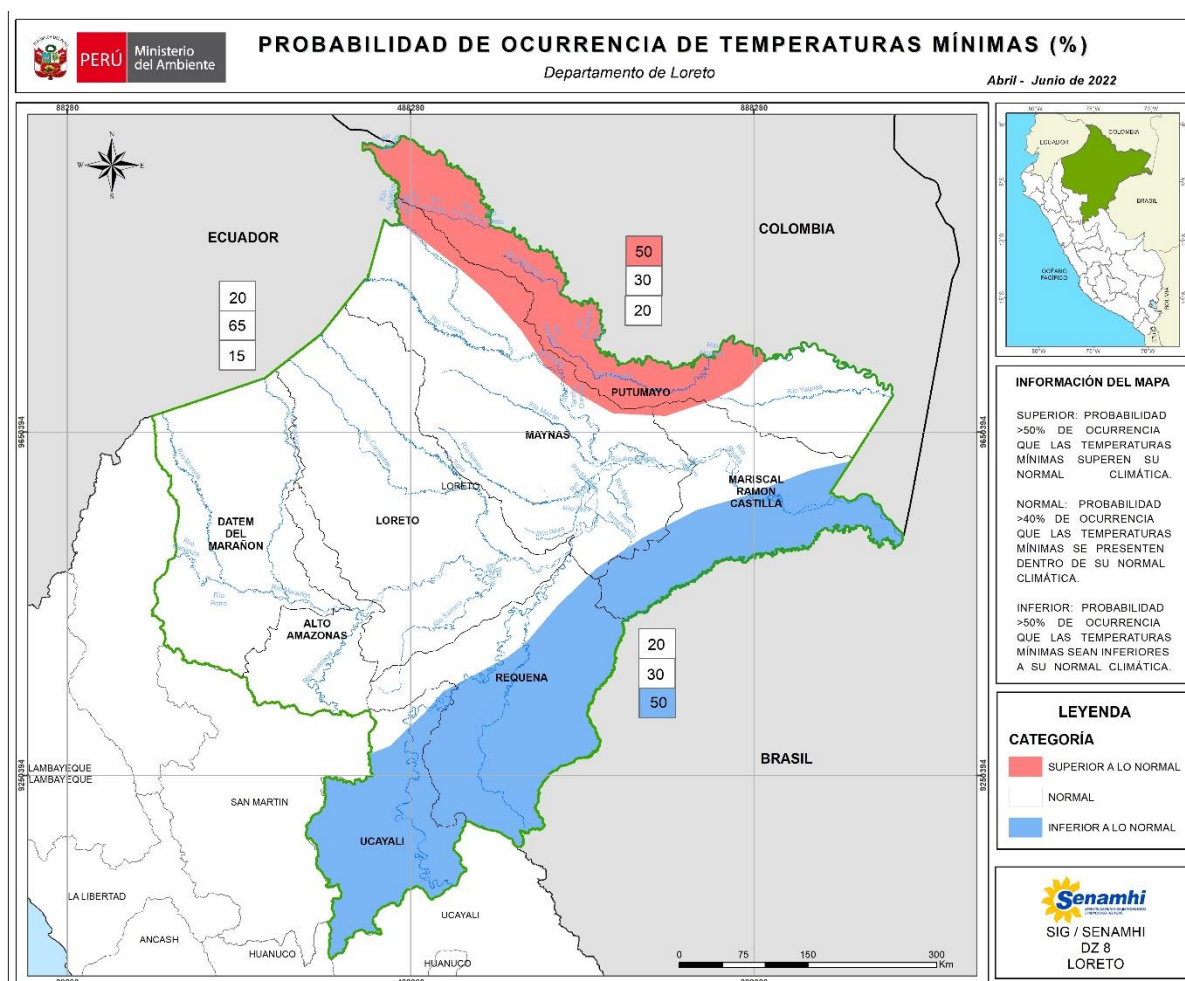 PERÚ
Ministerio
del Ambiente
PROBABILIDAD DE OCURRENCIA DE TEMPERATURAS MÍNIMAS (%)
Departamento de Loreto
Abril - Junio de 2022
88280
488280
888280
N
W
E
S
ECUADOR
COLOMBIA
20
65
15
50
30
20
PUTUMAYO
Río Yaguas
MAYNAS
9650394
9650394
LORETO
MARISCAL
RAMON
CASTILLA
DATEM
DEL
MARAÑON
LORETO
ALTO
AMAZONAS
REQUENA
20
30
50
BRASIL
9250394
9250394
LAMBAYEQUE
LAMBAYEQUE
SAN MARTIN
UCAYALI
LA LIBERTAD
UCAYALI
ANCASH
HUANUCO
HUANUCO
0
75
150
300
Km
COLOMBIA
ECUADOR
BRASIL
OCÉANO
PACÍFICO
BOLIVIA
INFORMACIÓN DEL MAPA
SUPERIOR: PROBABILIDAD
>50% DE OCURRENCIA
QUE LAS TEMPERATURAS
MÍNIMAS SUPEREN SU
NORMAL CLIMÁTICA.
NORMAL: PROBABILIDAD
>40% DE OCURRENCIA
QUE LAS TEMPERATURAS
MÍNIMAS SE PRESENTEN
DENTRO DE SU NORMAL
CLIMÁTICA.
INFERIOR: PROBABILIDAD
>50% DE OCURRENCIA
QUE LAS TEMPERATURAS
MÍNIMAS SEAN INFERIORES
A SU NORMAL CLIMÁTICA.
LEYENDA
CATEGORÍA
SUPERIOR A LO NORMAL
NORMAL
INFERIOR A LO NORMAL
Senamhi
SIG / SENAMHI
DZ 8
LORETO